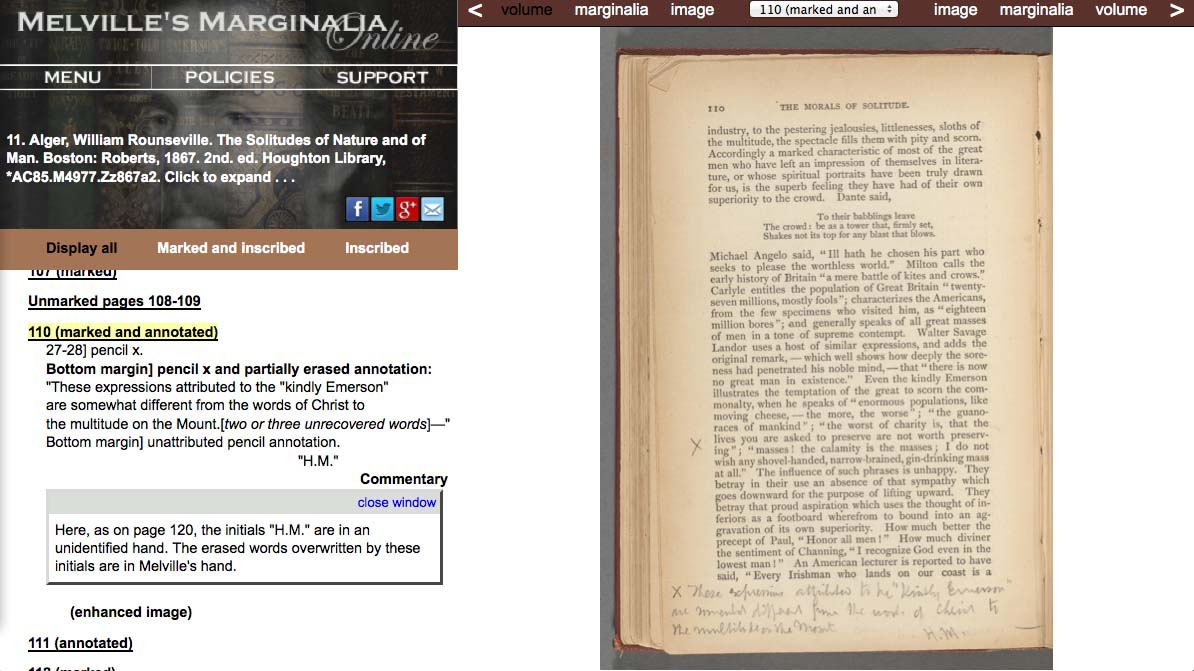 MELVILLE'S MARGINALIA
Online
MENU POLICIES SUPPORT
11. Alger, William Rounseville. The Solitudes of Nature and of
Man. Boston: Roberts, 1867. 2nd. ed. Houghton Library,
*AC85.M4977.Zz867a2. Click to expand . . .
Display all Marked and inscribed Inscribed
107 (marked)
Unmarked pages 108-109
110 (marked and annotated)
27-28] pencil x.
Bottom margin] pencil x and partially erased annotation:
"These expressions attributed to the "kindly Emerson"
are somewhat different from the words of Christ to
the multitude on the Mount.[two or three unrecovered words]—"
Bottom margin] unattributed pencil annotation.
"H.M."
Commentary
close window
Here, as on page 120, the initials "H.M." are in an
unidentified hand. The erased words overwritten by these
initials are in Melville's hand.
(enhanced image)
111 (annotated)
< volume marginalia image 110 (marked and an image marginalia volume >
110 THE MORALS OF SOLITUDE.
industry, to the pestering jealousies, littlenesses, sloths of
the multitude, the spectacle fills them with pity and scorn.
Accordingly a marked characteristic of most of the great
men who have left an impression of themselves in litera-
ture, or whose spiritual portraits have been truly drawn
for us, is the superb feeling they have had of their own
superiority to the crowd. Dante said,
To their babblings leave
The crowd: be as a tower that, firmly set,
Shakes not its top for any blast that blows.
Michael Angelo said, "Ill hath he chosen his part who
seeks to please the worthless world." Milton calls the
early history of Britain "a mere battle of kites and crows."
Carlyle entitles the population of Great Britain "twenty-
seven millions, mostly fools"; characterizes the Americans,
from the few specimens who visited him, as "eighteen
million bores"; and generally speaks of all great masses
of men in a tone of supreme contempt. Walter Savage
Landor uses a host of similar expressions, and adds the
original remark,—which well shows how deeply the sore-
ness had penetrated his noble mind,—that "there is now
no great man in existence." Even the kindly Emerson
illustrates the temptation of the great to scorn the com-
monalty, when he speaks of "enormous populations, like
moving cheese,—the more, the worse"; "the guano-
races of mankind"; "the worst of charity is, that the
lives you are asked to preserve are not worth preserv-
X ing"; "masses! the calamity is the masses; I do not
wish any shovel-handed, narrow-brained, gin-drinking mass
at all." The influence of such phrases is unhappy. They
betray in their use an absence of that sympathy which
goes downward for the purpose of lifting upward. They
betray that proud aspiration which uses the thought of in-
feriors as a footboard wherefrom to bound into an ag-
gravation of its own superiority. How much better the
precept of Paul, "Honor all men!" How much diviner
the sentiment of Channing, "I recognize God even in the
lowest man!" An American lecturer is reported to have
said, "Every Irishman who lands on our coast is a
X These expressions attributed to the "kindly Emerson"
are somewhat different from the words of Christ to
the multitude on the Mount
H.M.